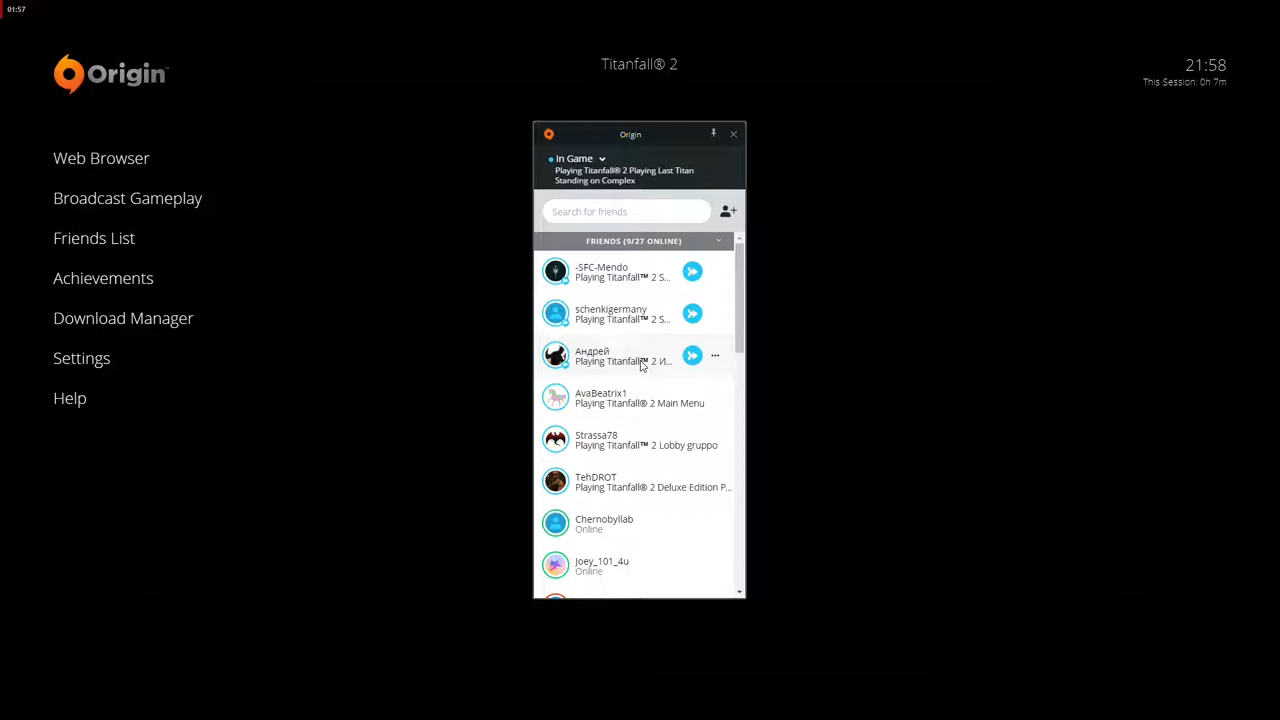 01:57
Origin™
Titanfall® 2
21:58
This Session: 0h 7m
Web Browser
Broadcast Gameplay
Friends List
Achievements
Download Manager
Settings
Help
Origin
In Game
Playing Titanfall® 2 Playing Last Titan
Standing on Complex
Search for friends
FRIENDS (9/27 ONLINE)
-SFC-Mendo
Playing Titanfall™ 2 S...
schenkigermany
Playing Titanfall™ 2 S...
Андрей
Playing Titanfall™ 2 И...
AvaBeatrix1
Playing Titanfall® 2 Main Menu
Strassa78
Playing Titanfall™ 2 Lobby gruppo
TehDROT
Playing Titanfall® 2 Deluxe Edition P...
Chernobyllab
Online
Joey_101_4u
Online